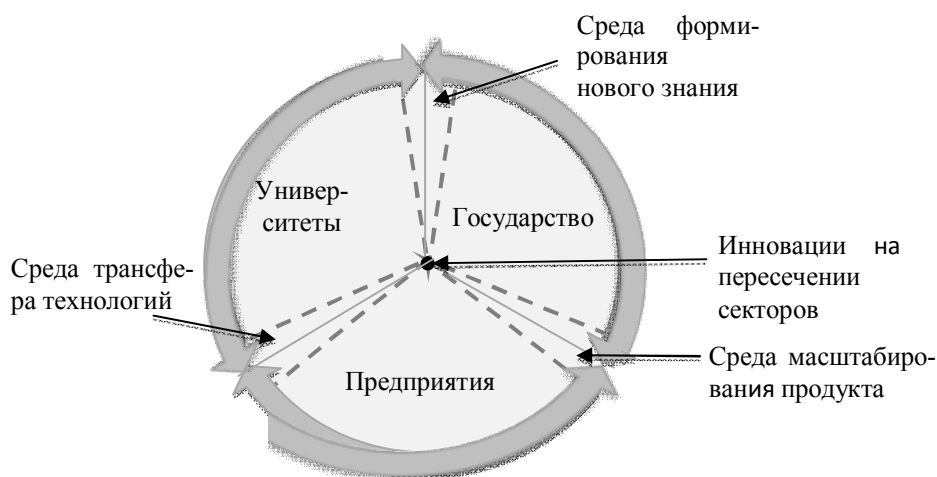 Среда форми-
рования
нового знания
Универ-
ситеты
Государство
Среда трансфе-
ра технологий
Инновации на
пересечении
секторов
Предприятия
Среда масштабиро-
вания продукта